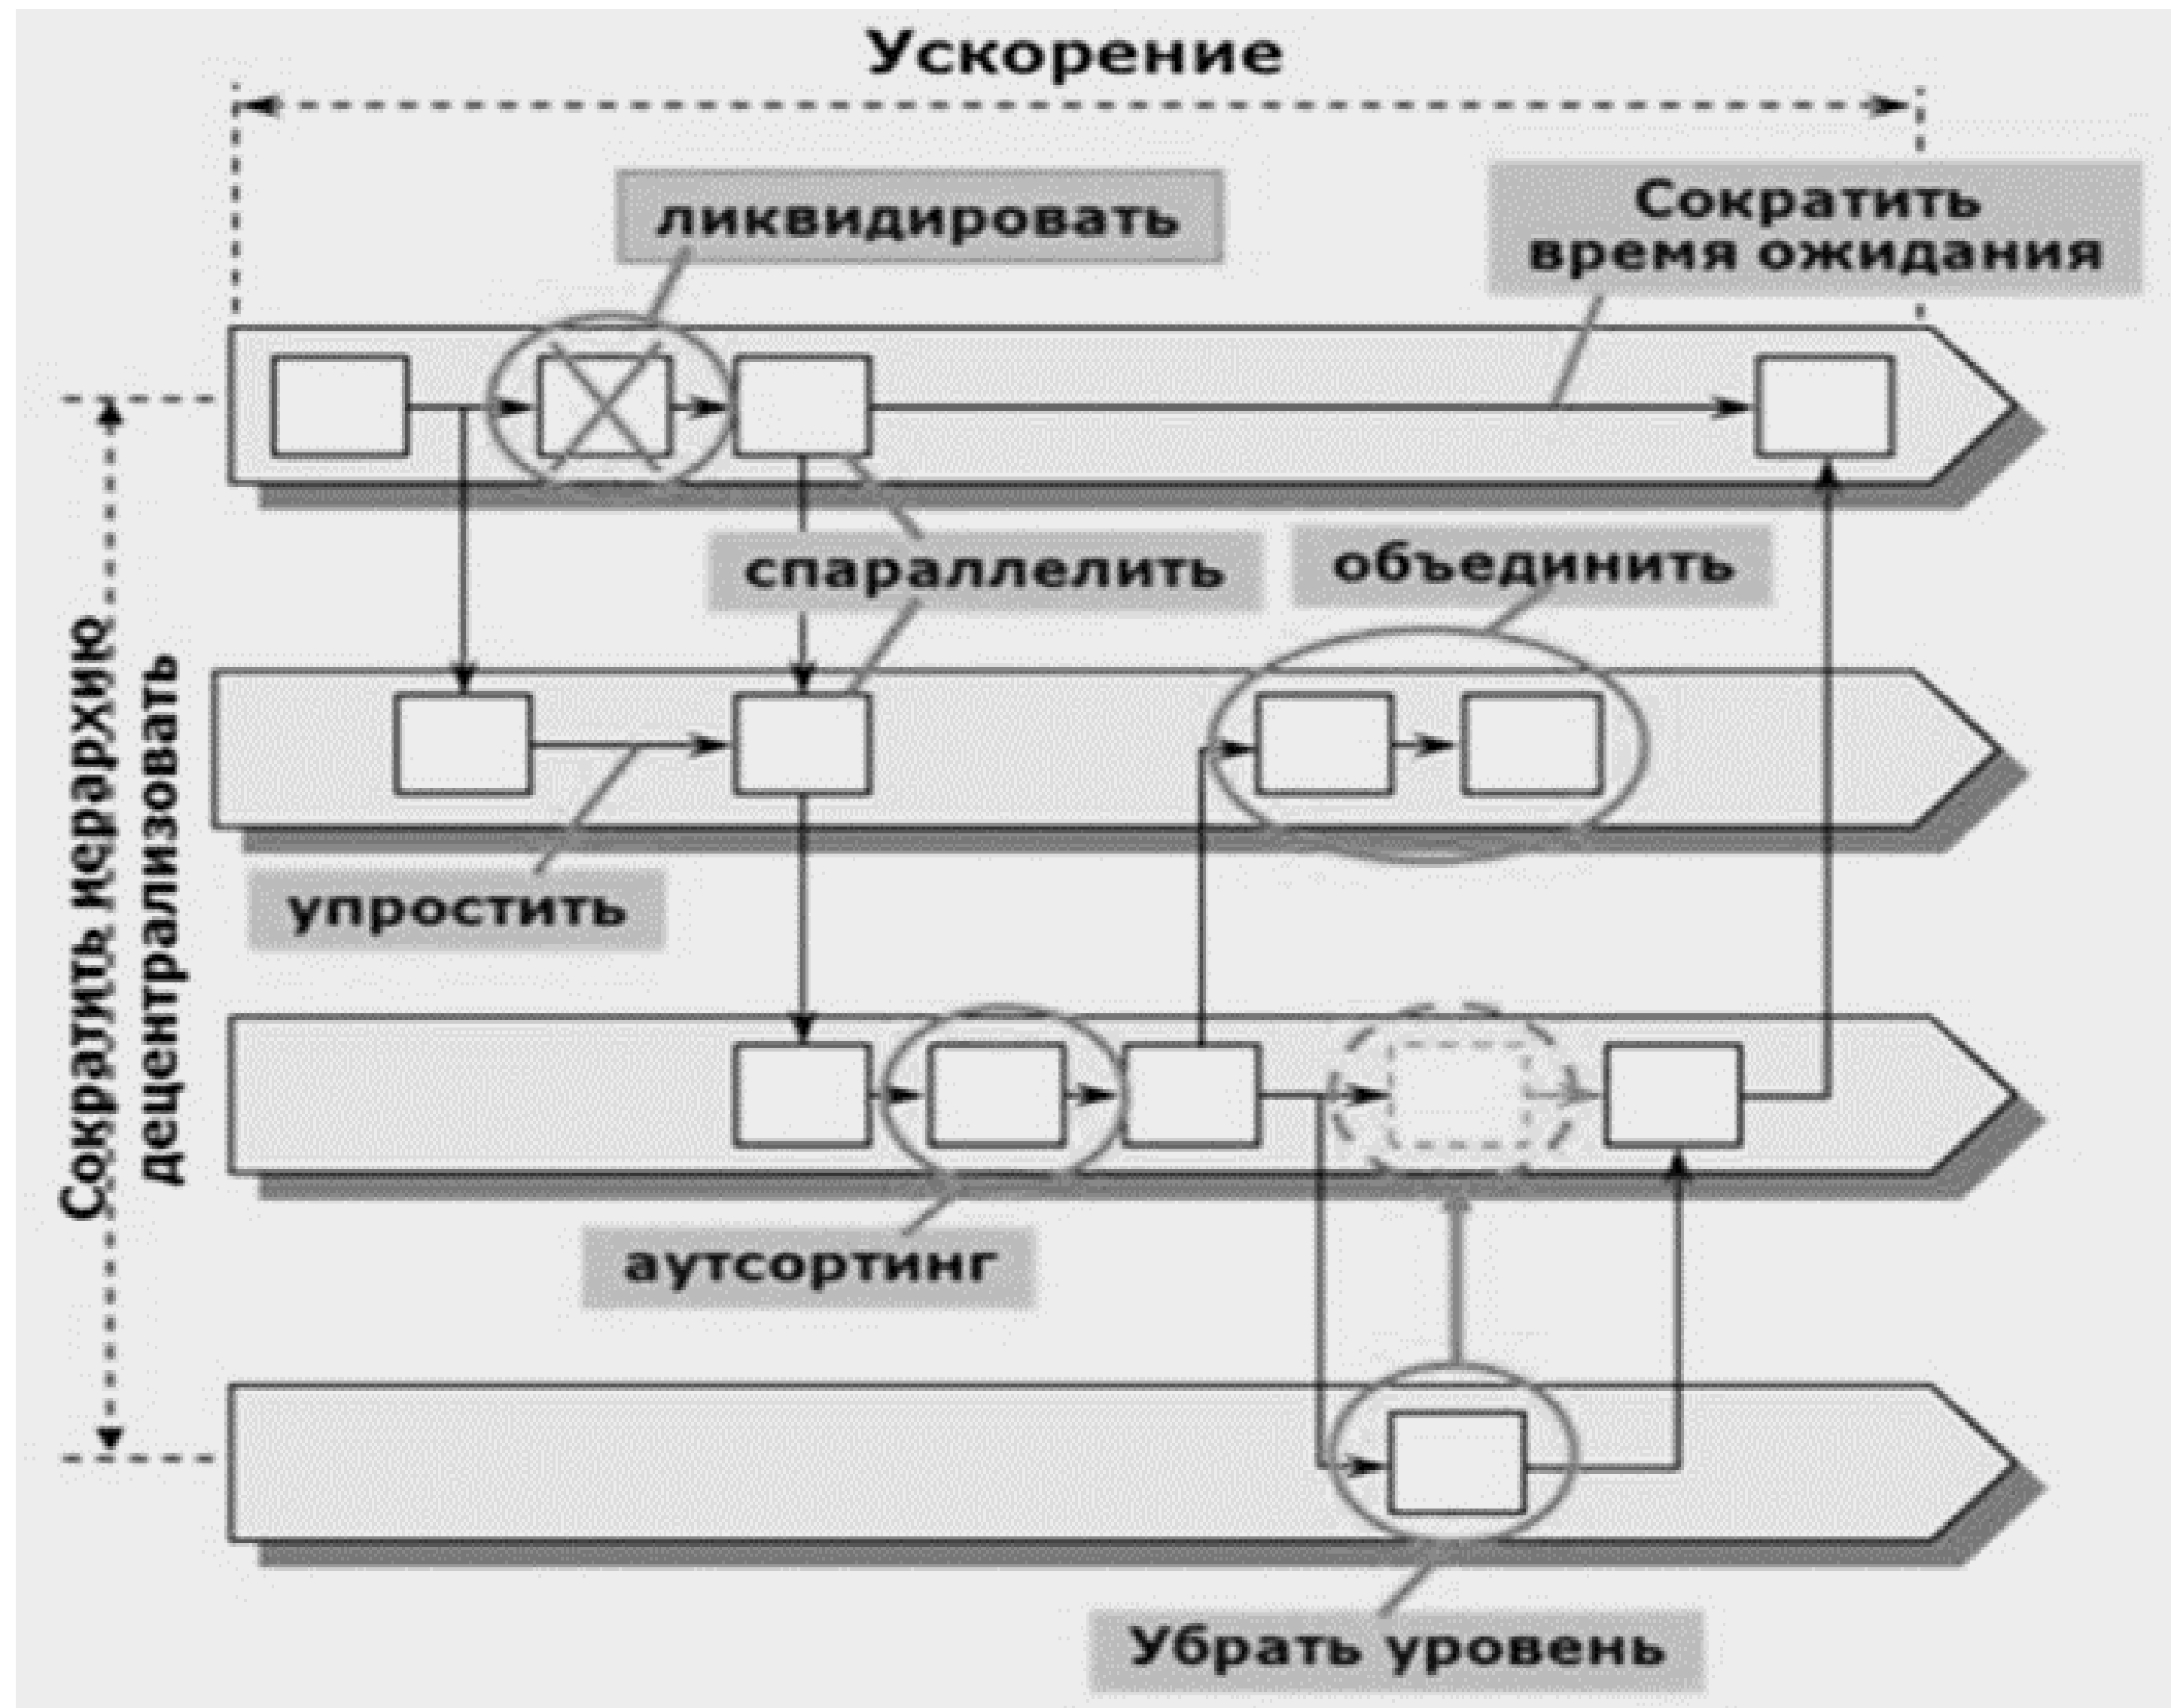 Ускорение
ликвидировать
Сократить
время ожидания
спараллелить
объединить
Сократить иерархию
децентрализовать
упростить
аутсортинг
Убрать уровень